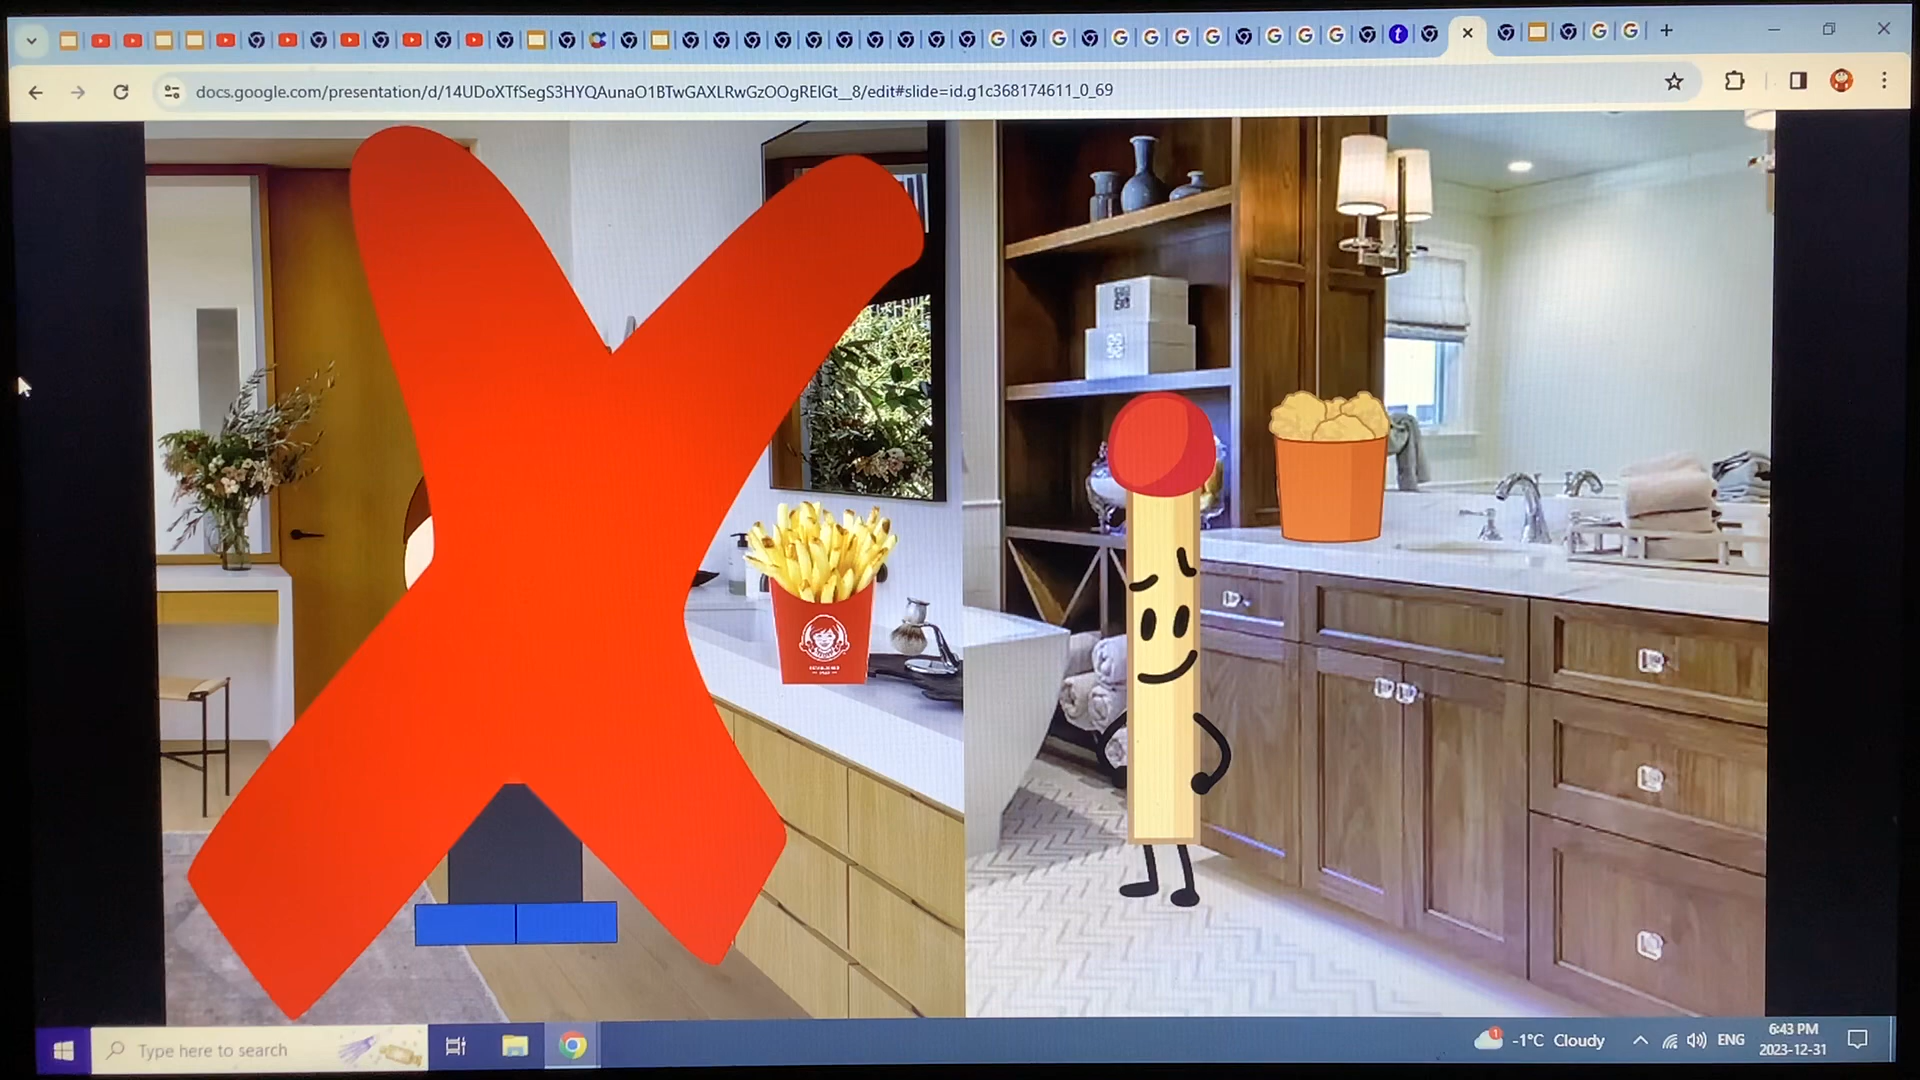 docs.google.com/presentation/d/14UDoXTfSegS3HYQAunaO1BTwGAXLRwGzOOgREIGt__8/edit#slide=id.g1c368174611_0_69
Type here to search
-1°C Cloudy
ENG
6:43 PM
2023-12-31